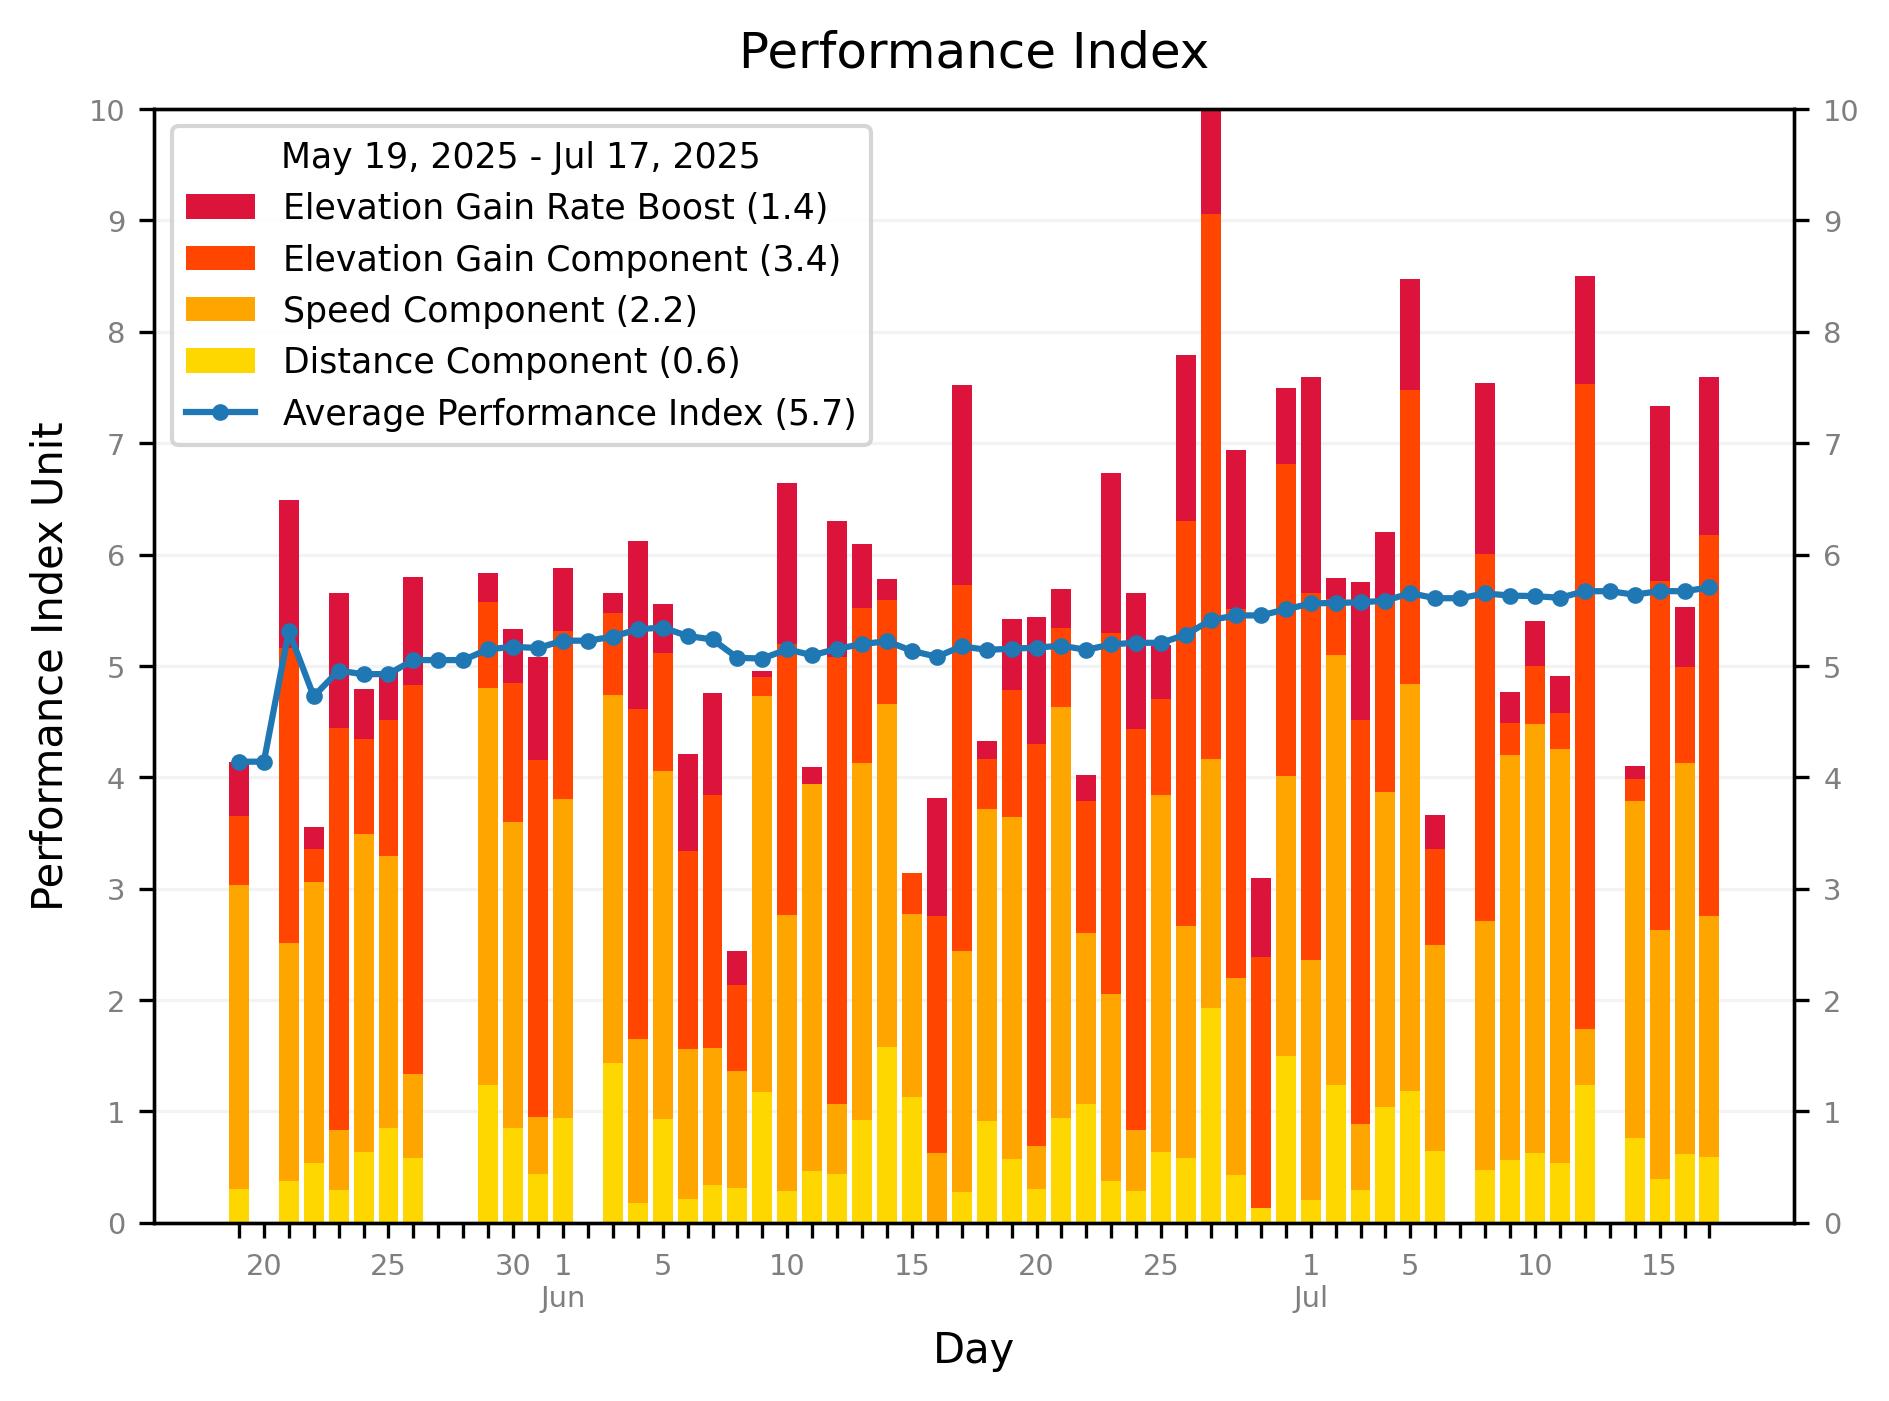 Performance Index
May 19, 2025 - Jul 17, 2025
Elevation Gain Rate Boost (1.4)
Elevation Gain Component (3.4)
Speed Component (2.2)
Distance Component (0.6)
Average Performance Index (5.7)
Performance Index Unit
10 10
9 9
8 8
7 7
6 6
5 5
4 4
3 3
2 2
1 1
0 0
20 25 30 1 5 10 15 20 25 1 5 10 15
Jun Jul
Day